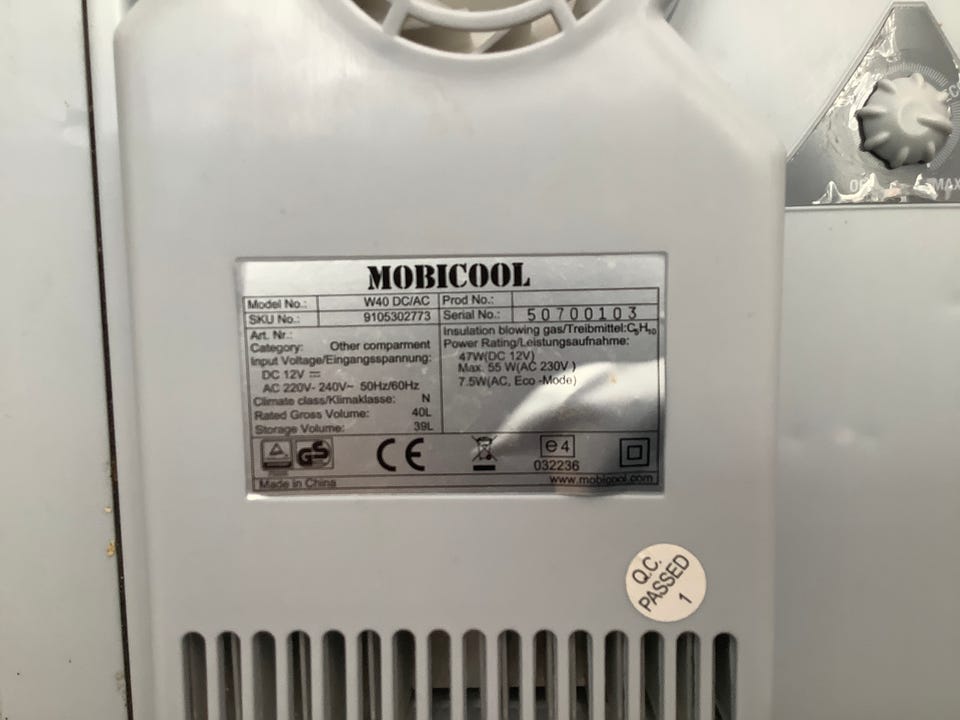 ECO
MAX
MOBICOOL
Model No.: W40 DC/AC Prod No.:
SKU No.: 9105302773 Serial No.: 50700103
Art. Nr.:
Category: Other comparment
Input Voltage/Eingangsspannung:
DC 12V ⎓
AC 220V- 240V~ 50Hz/60Hz
Climate class/Klimaklasse: N
Rated Gross Volume: 40L
Storage Volume: 39L
Insulation blowing gas/Treibmittel:C₅H₁₀
Power Rating/Leistungsaufnahme:
47W(DC 12V)
Max. 55 W(AC 230V )
7.5W(AC, Eco -Mode)
GS
CE
e4
032236
Made in China
www.mobicool.com
Q.C.
PASSED
1